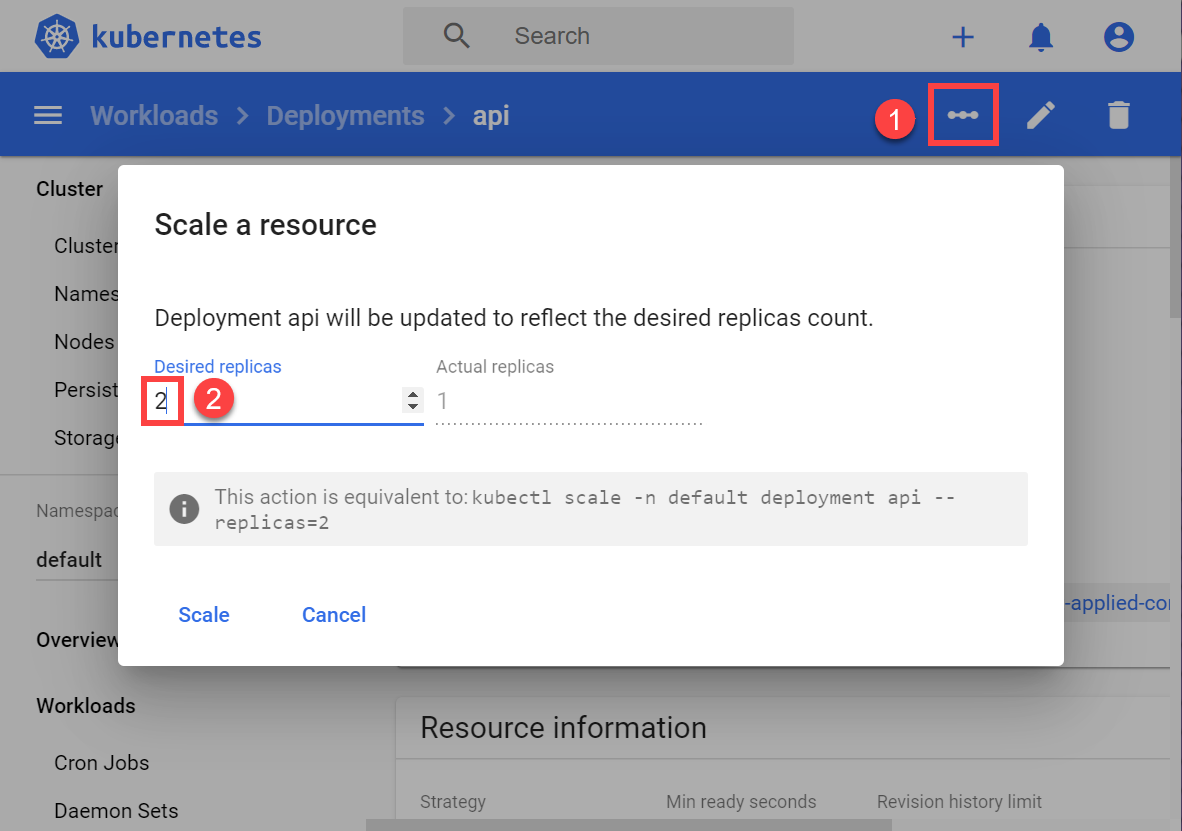 kubernetes
Search
Workloads > Deployments > api
1
Cluster
Cluster
Names
Nodes
Persist
Storage
Namespac
default
Overview
Workloads
Cron Jobs
Daemon Sets
Scale a resource
Deployment api will be updated to reflect the desired replicas count.
Desired replicas
Actual replicas
2
2
1
This action is equivalent to: kubectl scale -n default deployment api --
replicas=2
Scale
Cancel
-applied-con
Resource information
Strategy
Min ready seconds
Revision history limit